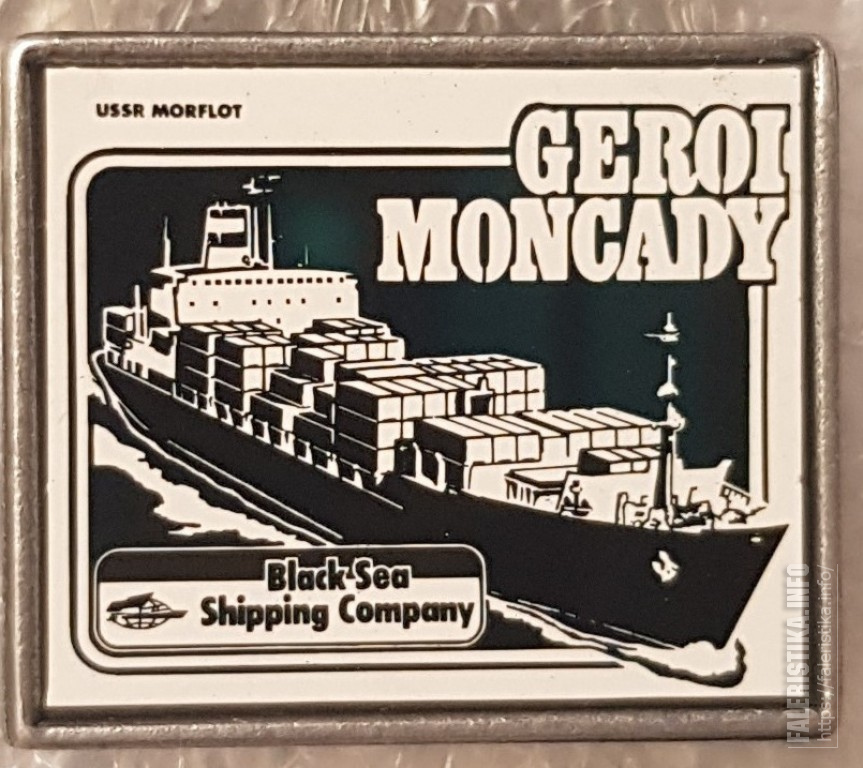 USSR MORFLOT
GEROI
MONCADY
Black Sea
Shipping Company
FALERISTIKA.INFO
https://faleristika.info/